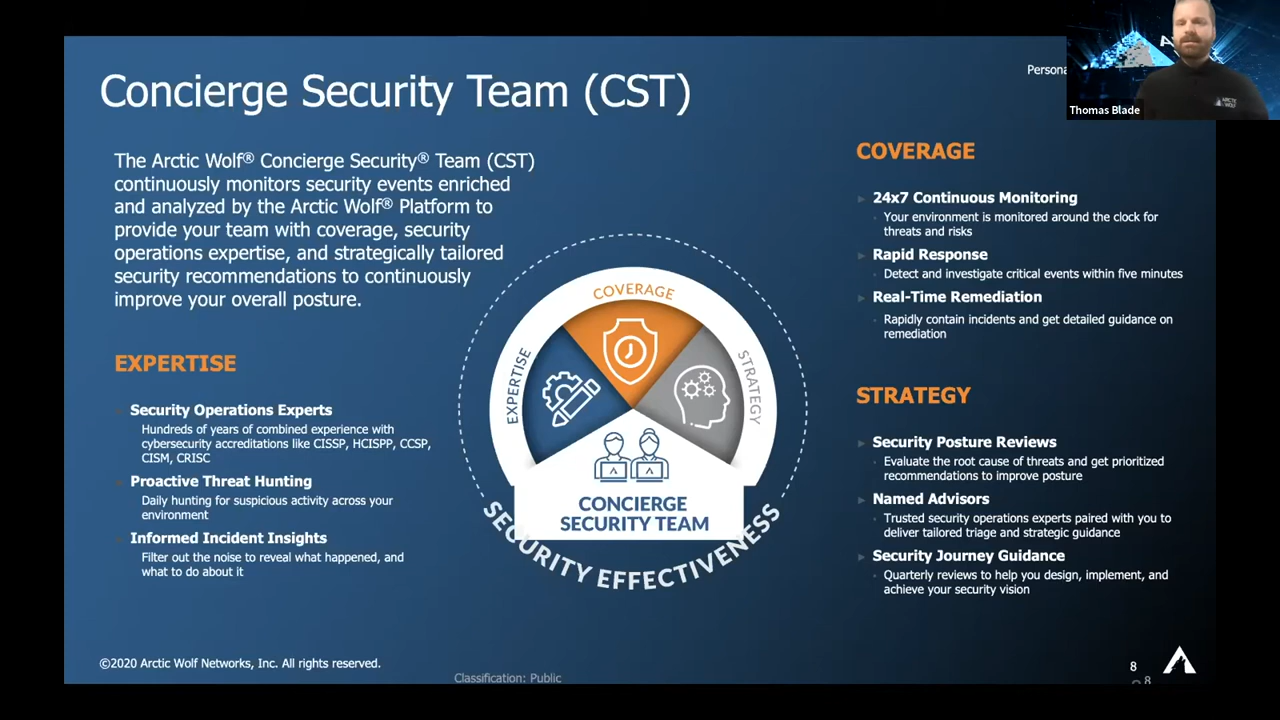 Concierge Security Team (CST)
Persona
Thomas Blade
ARCTIC
WOLF
The Arctic Wolf® Concierge Security® Team (CST)
continuously monitors security events enriched
and analyzed by the Arctic Wolf® Platform to
provide your team with coverage, security
operations expertise, and strategically tailored
security recommendations to continuously
improve your overall posture.
EXPERTISE
Security Operations Experts
Hundreds of years of combined experience with
cybersecurity accreditations like CISSP, HCISPP, CCSP,
CISM, CRISC
Proactive Threat Hunting
Daily hunting for suspicious activity across your
environment
Informed Incident Insights
Filter out the noise to reveal what happened, and
what to do about it
EXPERTISE
COVERAGE
STRATEGY
CONCIERGE
SECURITY TEAM
SECURITY EFFECTIVENESS
COVERAGE
24x7 Continuous Monitoring
Your environment is monitored around the clock for
threats and risks
Rapid Response
Detect and investigate critical events within five minutes
Real-Time Remediation
Rapidly contain incidents and get detailed guidance on
remediation
STRATEGY
Security Posture Reviews
Evaluate the root cause of threats and get prioritized
recommendations to improve posture
Named Advisors
Trusted security operations experts paired with you to
deliver tailored triage and strategic guidance
Security Journey Guidance
Quarterly reviews to help you design, implement, and
achieve your security vision
©2020 Arctic Wolf Networks, Inc. All rights reserved.
Classification: Public
8
8